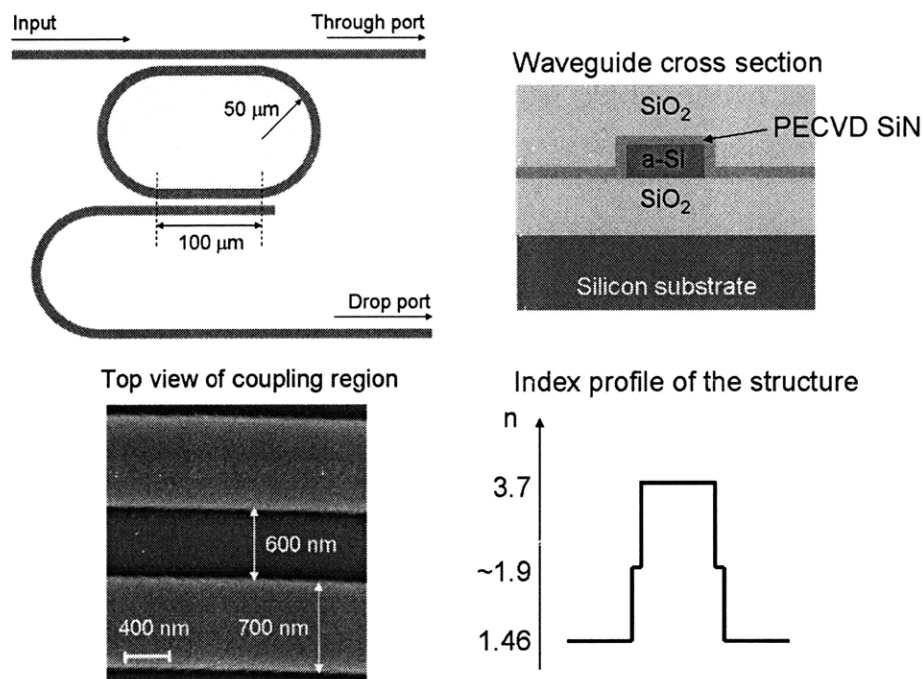 Input
Through port
50 μm
100 μm
Drop port
Waveguide cross section
SiO₂
PECVD SiN
a-Si
SiO₂
Silicon substrate
Top view of coupling region
600 nm
400 nm
700 nm
Index profile of the structure
n
3.7
~1.9
1.46